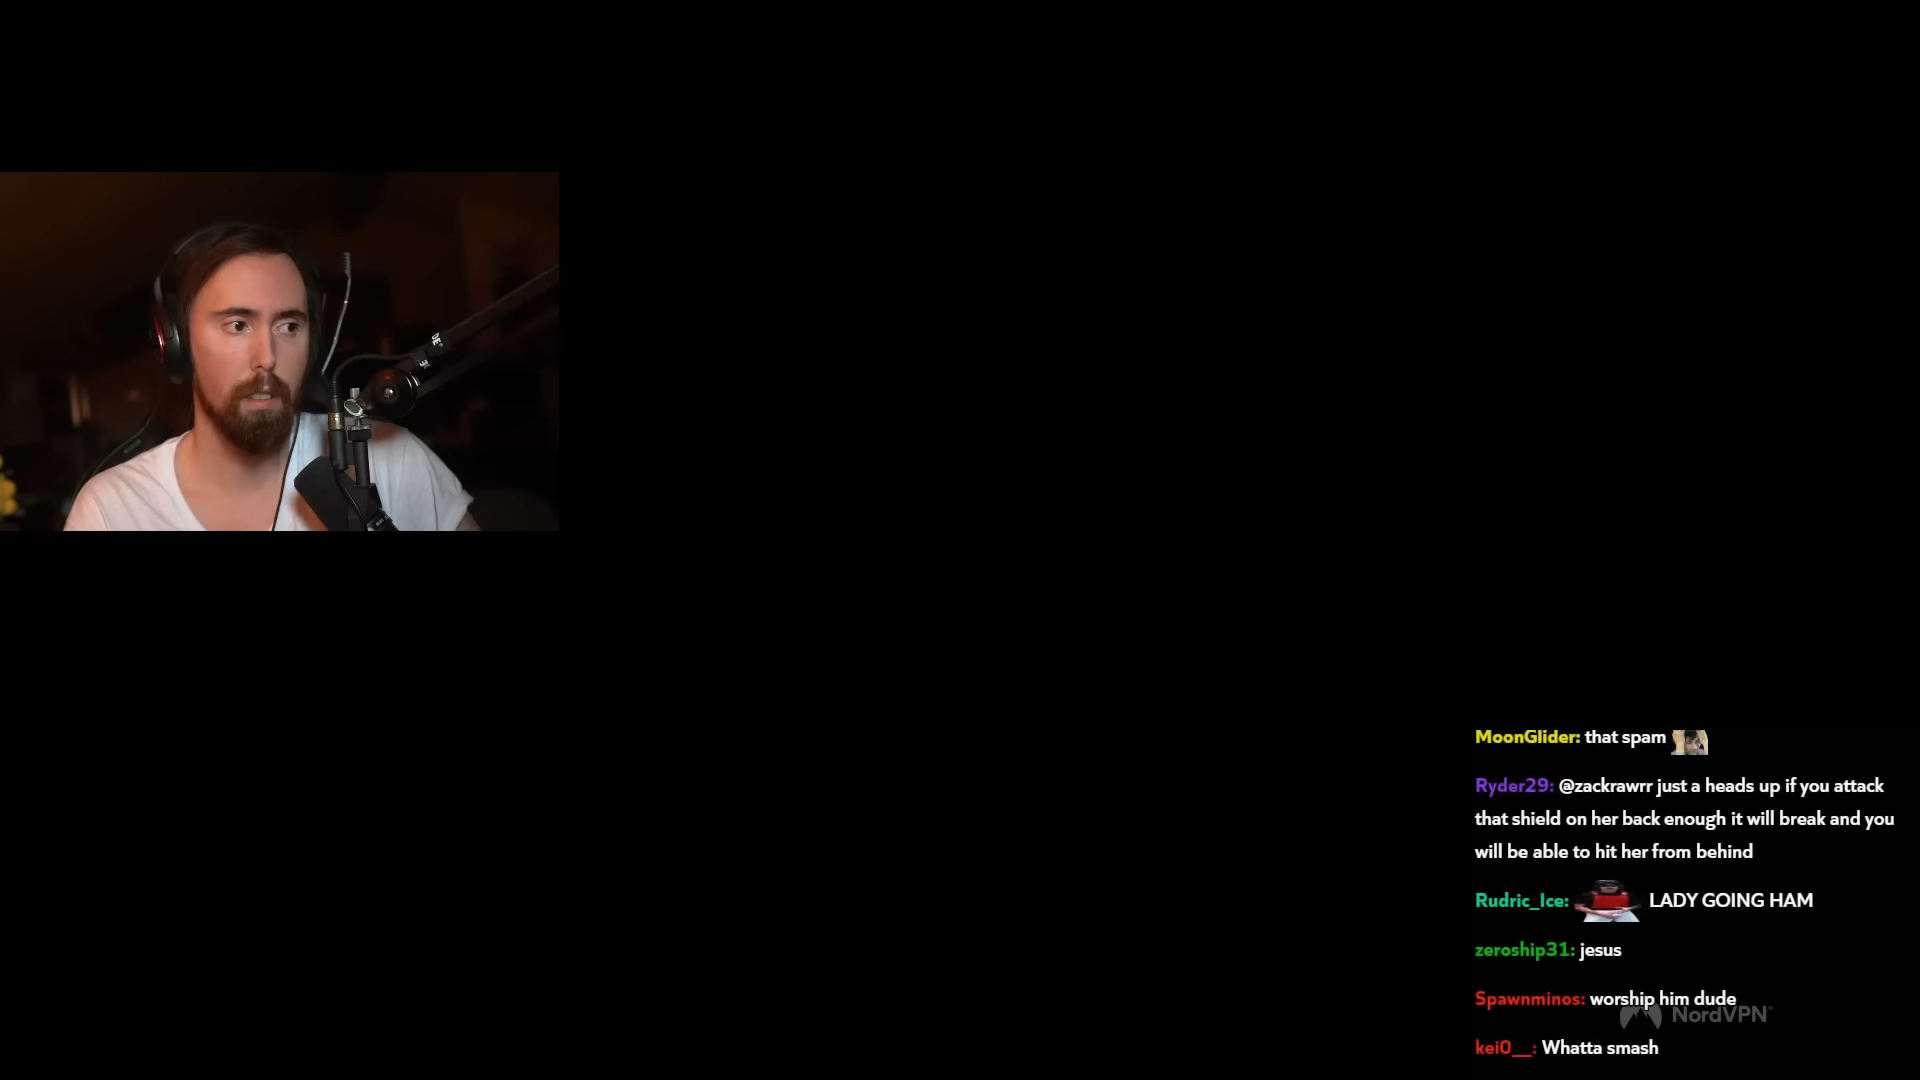 MoonGlider: that spam
Ryder29: @zackrawrr just a heads up if you attack
that shield on her back enough it will break and you
will be able to hit her from behind
Rudric_Ice: LADY GOING HAM
zeroship31: jesus
Spawnminos: worship him dude
NordVPN
kei0__: Whatta smash